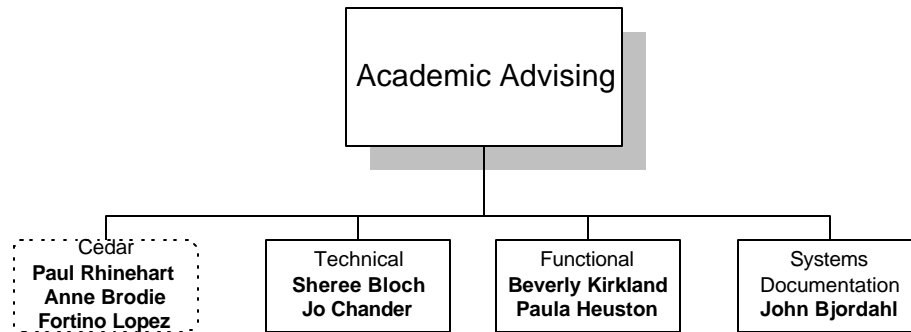 Academic Advising
Cedar
Paul Rhinehart
Anne Brodie
Fortino Lopez
Technical
Sheree Bloch
Jo Chander
Functional
Beverly Kirkland
Paula Heuston
Systems
Documentation
John Bjordahl